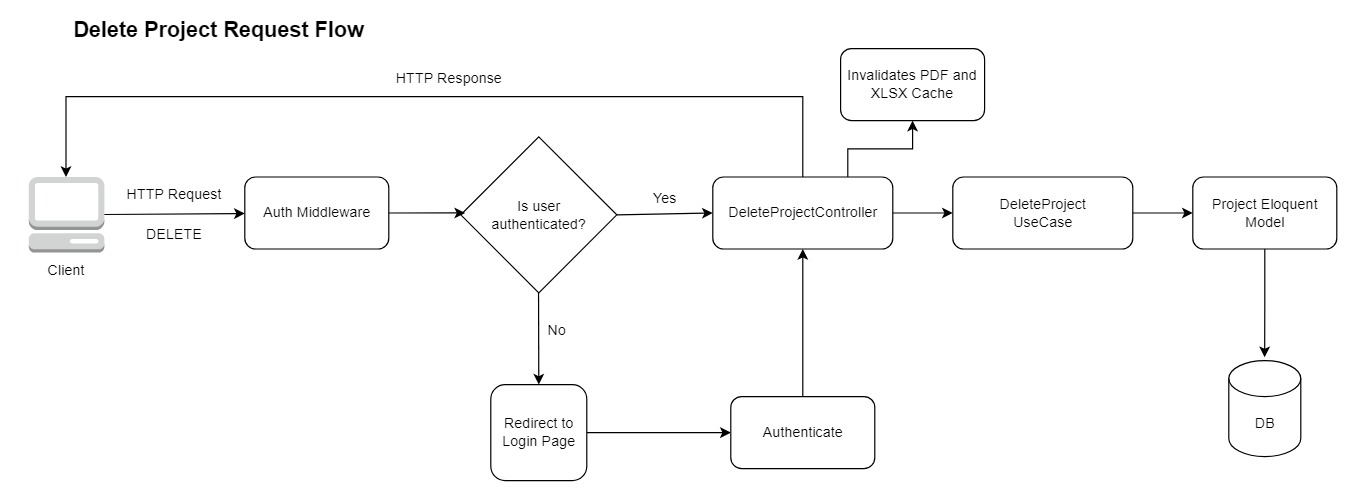 Delete Project Request Flow
HTTP Response
Invalidates PDF and
XLSX Cache
HTTP Request
DELETE
Client
Auth Middleware
Is user
authenticated?
Yes
No
DeleteProjectController
DeleteProject
UseCase
Project Eloquent
Model
Redirect to
Login Page
Authenticate
DB